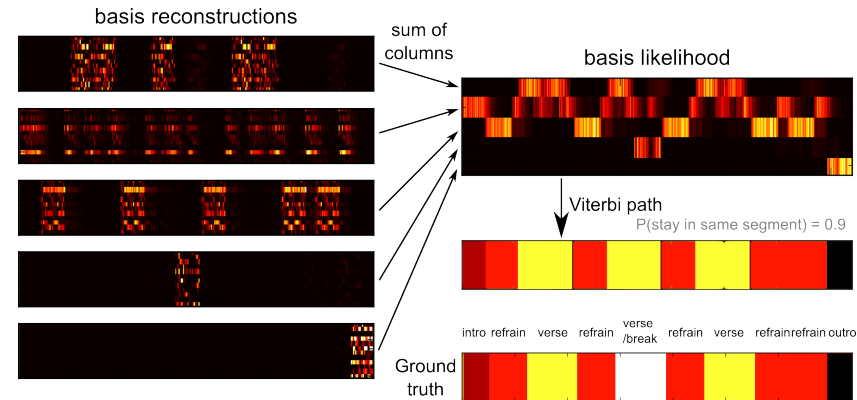 basis reconstructions
sum of
columns
basis likelihood
Viterbi path
P(stay in same segment) = 0.9
intro refrain verse refrain verse /break refrain verse refrain refrain outro
Ground
truth